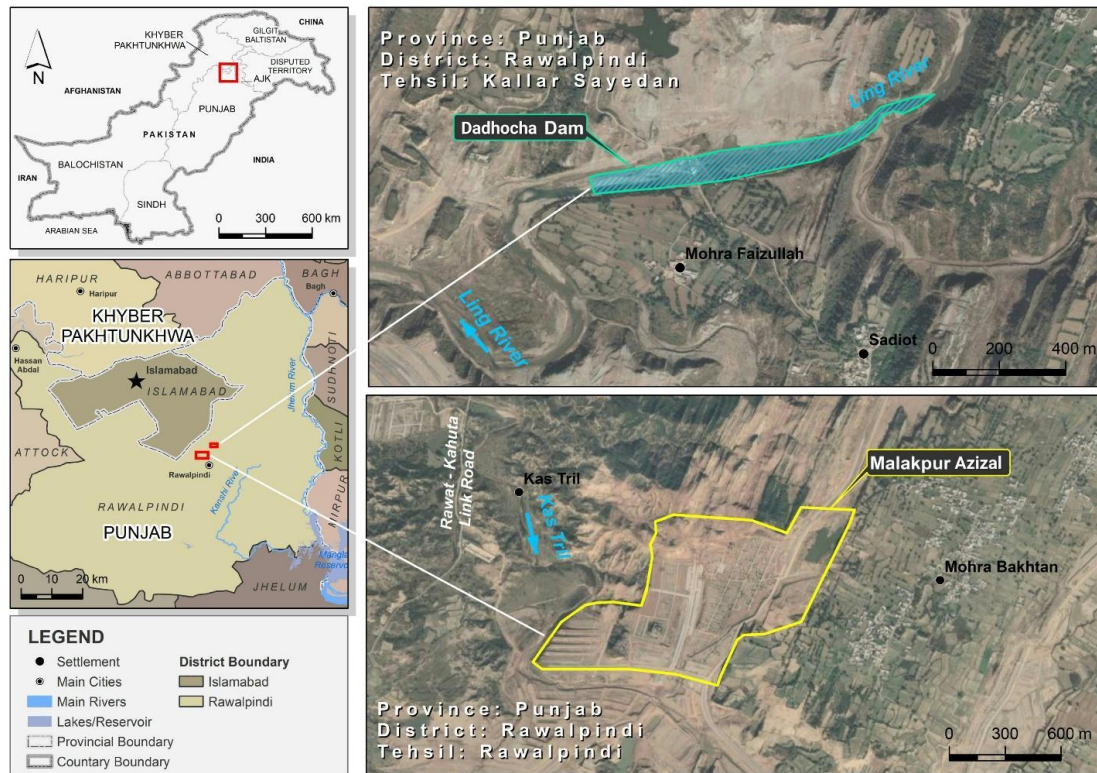 CHINA
GILGIT
BALTISTAN
KHYBER
PAKHTUNKHWA
DISPUTED
TERRITORY
N
AJK
AFGHANISTAN
PUNJAB
PAKISTAN
BALOCHISTAN
INDIA
IRAN
SINDH
ARABIAN SEA
0 300 600 km
HARIPUR
ABBOTTABAD
BAGH
Haripur
Bagh
KHYBER
PAKHTUNKHWA
Hassan
Abdal
Islamabad
ISLAMABAD
Jhelum River
SUDHNOTI
ATTOCK
KOTLI
Rawalpindi
Kanshi Rive
RAWALPINDI
MIRPUR
PUNJAB
Mangla
Reservoi
0 10 20 km
JHELUM
LEGEND
Settlement
Main Cities
Main Rivers
Lakes/Reservoir
Provincial Boundary
Countary Boundary
District Boundary
Islamabad
Rawalpindi
Province: Punjab
District: Rawalpindi
Tehsil: Kallar Sayedan
Ling River
Dadhocha Dam
Mohra Faizullah
Ling River
Sadiot
0 200 400 m
Malakpur Azizal
Rawat - Kahuta
Link Road
Kas Tril
Kas Tril
Mohra Bakhtan
Province: Punjab
District: Rawalpindi
Tehsil: Rawalpindi
0 400 800 m